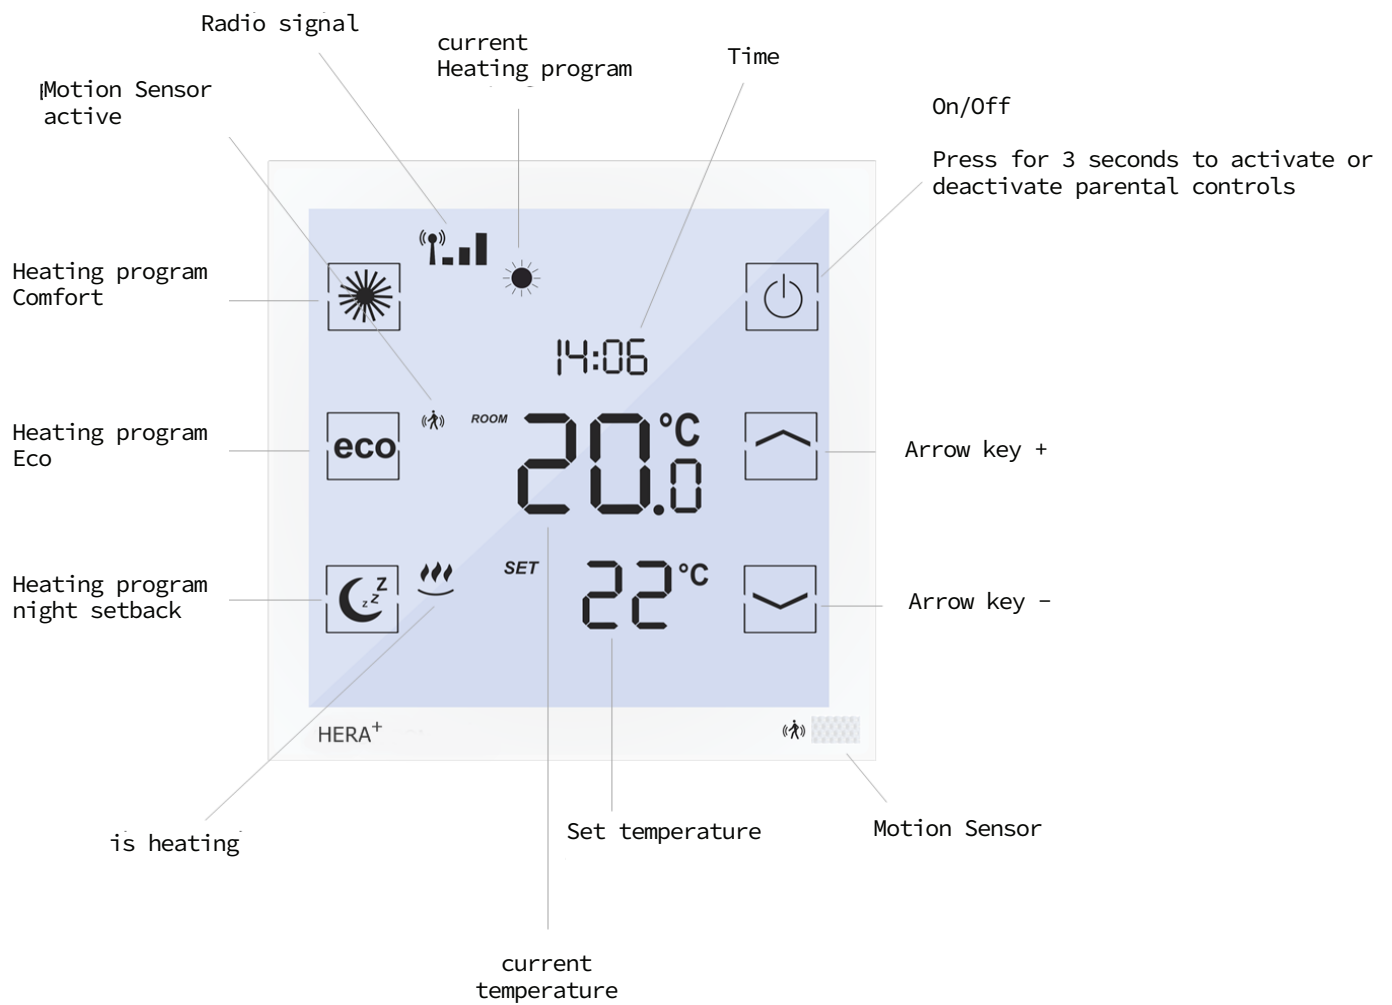 Radio signal
current
Heating program
Time
Motion Sensor
active
On/Off
Press for 3 seconds to activate or
deactivate parental controls
Heating program
Comfort
14:06
Heating program
Eco
eco
ROOM
20.0
°C
Arrow key +
Heating program
night setback
z z Z
SET
22 °C
Arrow key –
HERA+
is heating
Set temperature
Motion Sensor
current
temperature